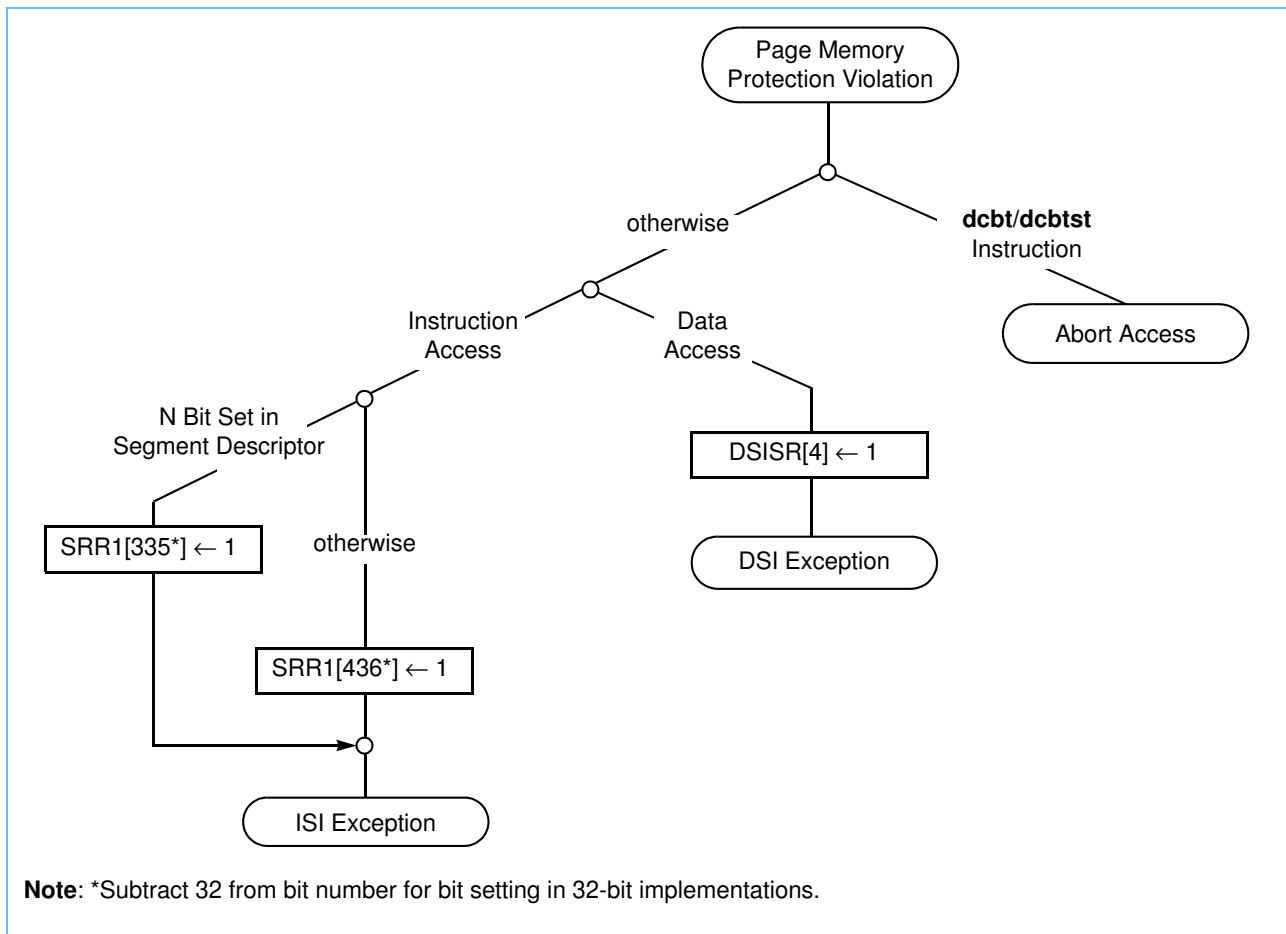 Page Memory
Protection Violation
otherwise
dcbt/dcbtst
Instruction
Instruction
Access
Data
Access
Abort Access
N Bit Set in
Segment Descriptor
DSISR[4] ← 1
SRR1[335*] ← 1
otherwise
DSI Exception
SRR1[436*] ← 1
ISI Exception
Note: *Subtract 32 from bit number for bit setting in 32-bit implementations.